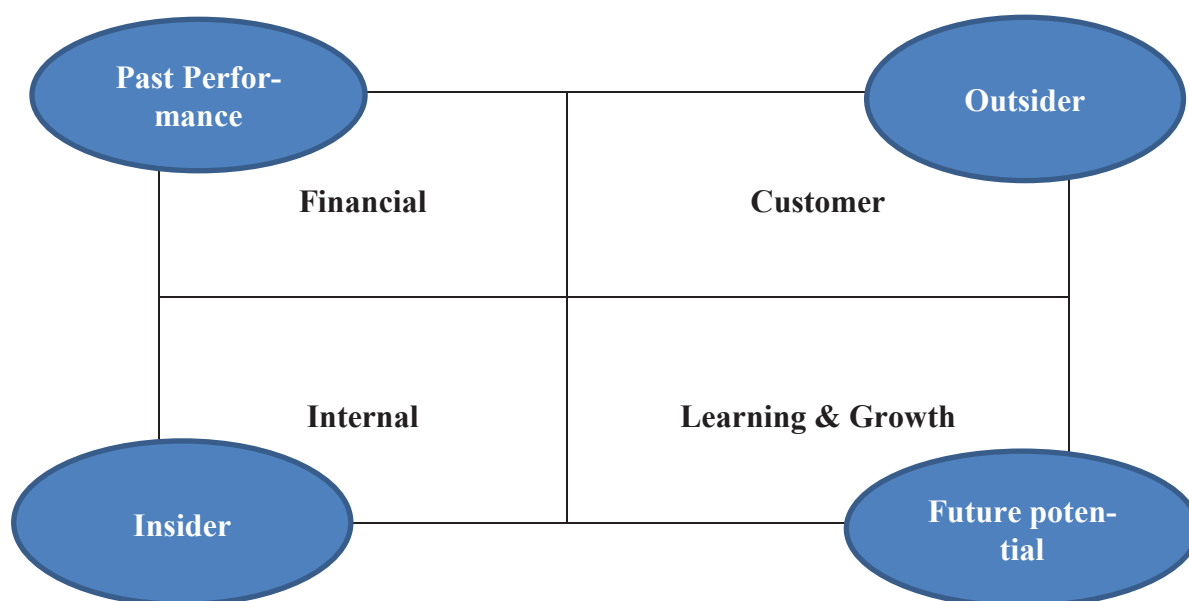 Past Perfor-
mance
Outsider
Financial
Customer
Internal
Learning & Growth
Insider
Future poten-
tial